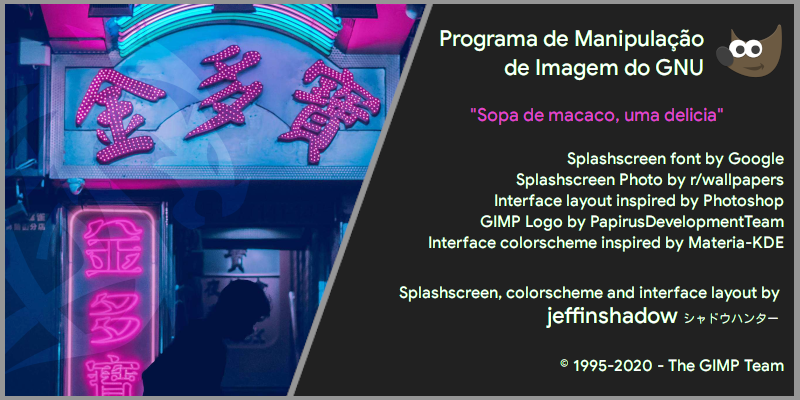 金多寶
金多寶
Programa de Manipulação
de Imagem do GNU
"Sopa de macaco, uma delicia"
Splashscreen font by Google
Splashscreen Photo by r/wallpapers
Interface layout inspired by Photoshop
GIMP Logo by PapirusDevelopmentTeam
Interface colorscheme inspired by Materia-KDE
Splashscreen, colorscheme and interface layout by
jeffinshadow シャドウハンター
© 1995-2020 - The GIMP Team